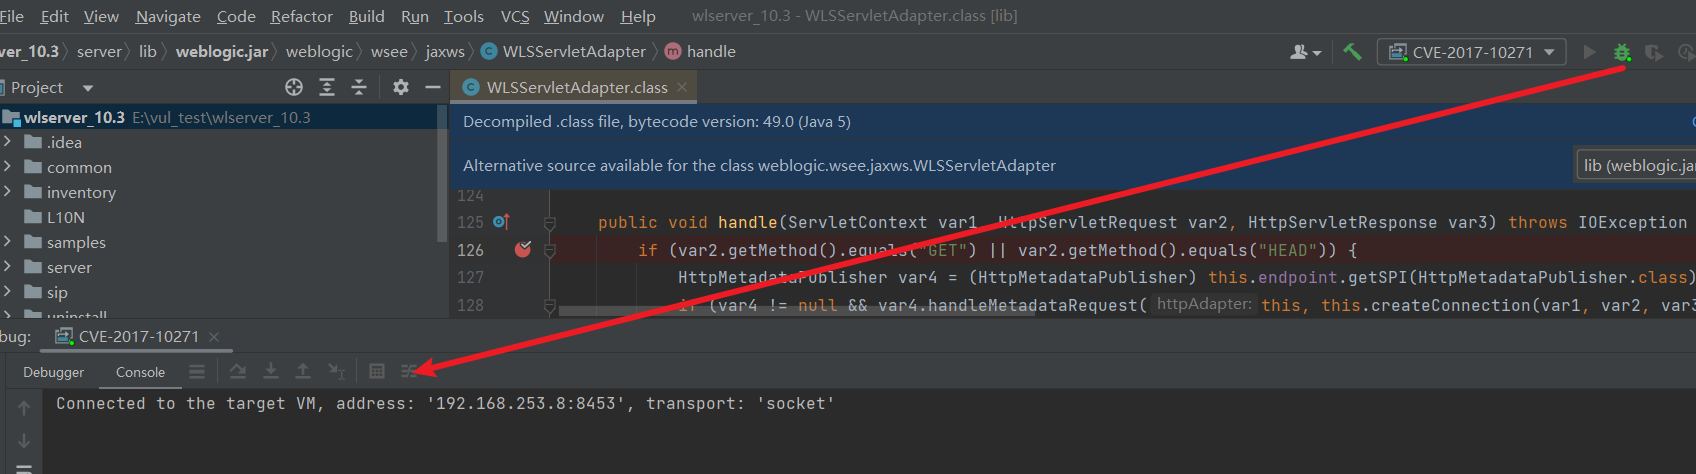 ile Edit View Navigate Code Refactor Build Run Tools VCS Window Help wlserver_10.3 - WLSServletAdapter.class [lib]
ver_10.3 server lib weblogic.jar weblogic wsee jaxws WLSServletAdapter handle CVE-2017-10271
Project WLSServletAdapter.class
wlserver_10.3 E:\vul_test\wlserver_10.3
.idea
common
inventory
L10N
samples
server
sip
uninstall
Decompiled .class file, bytecode version: 49.0 (Java 5)
Alternative source available for the class weblogic.wsee.jaxws.WLSServletAdapter lib (weblogic.jar
124
125 public void handle(ServletContext var1, HttpServletRequest var2, HttpServletResponse var3) throws IOException
126 if (var2.getMethod().equals("GET") || var2.getMethod().equals("HEAD")) {
127 HttpMetadataPublisher var4 = (HttpMetadataPublisher) this.endpoint.getSPI(HttpMetadataPublisher.class)
128 if (var4 != null && var4.handleMetadataRequest( httpAdapter: this, this.createConnection(var1, var2, var3
bug: CVE-2017-10271
Debugger Console
Connected to the target VM, address: '192.168.253.8:8453', transport: 'socket'